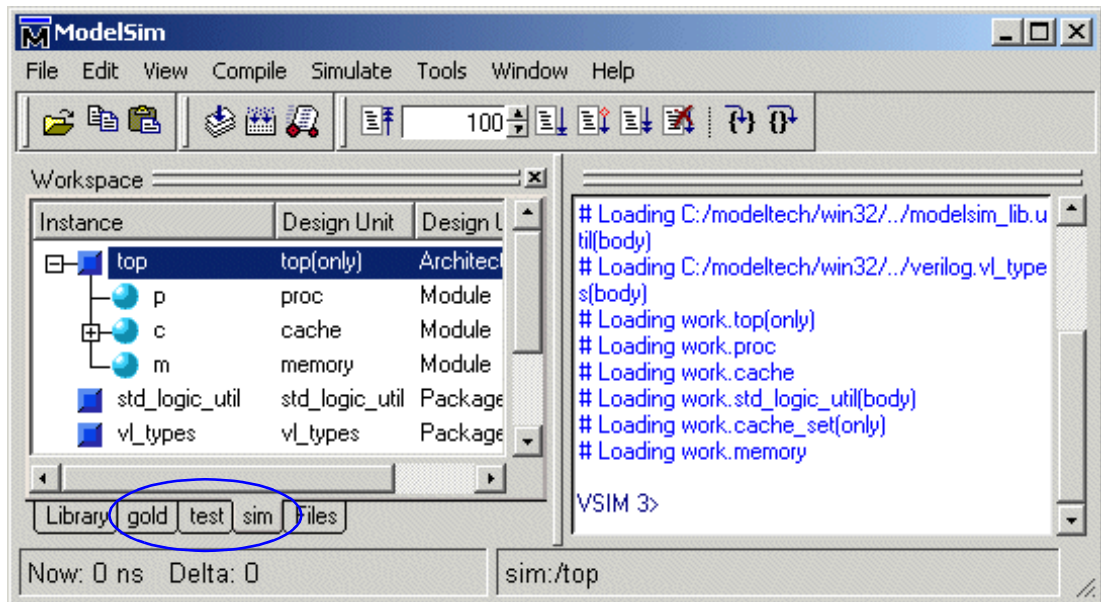 ModelSim
File Edit View Compile Simulate Tools Window Help
100
Workspace
Instance Design Unit Design U
top top(only) Architect
p proc Module
c cache Module
m memory Module
std_logic_util std_logic_util Package
vl_types vl_types Package
Library gold test sim Files
# Loading C:/modeltech/win32/../modelsim_lib.u
til(body)
# Loading C:/modeltech/win32/../verilog.vl_type
s(body)
# Loading work.top(only)
# Loading work.proc
# Loading work.cache
# Loading work.std_logic_util(body)
# Loading work.cache_set(only)
# Loading work.memory
VSIM 3>
Now: 0 ns Delta: 0 sim:/top